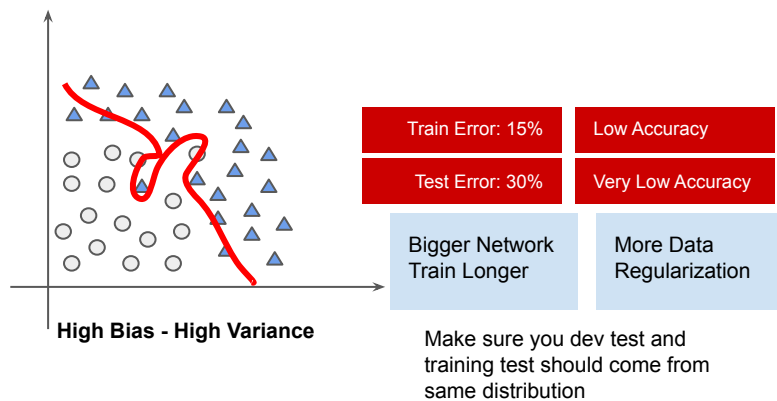 Train Error: 15%
Low Accuracy
Test Error: 30%
Very Low Accuracy
Bigger Network
Train Longer
More Data
Regularization
High Bias - High Variance
Make sure you dev test and
training test should come from
same distribution